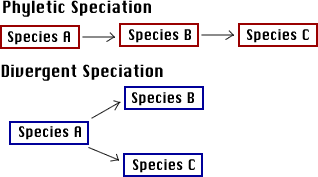 Phyletic Speciation
Species A
Species B
Species C
Divergent Speciation
Species B
Species A
Species C